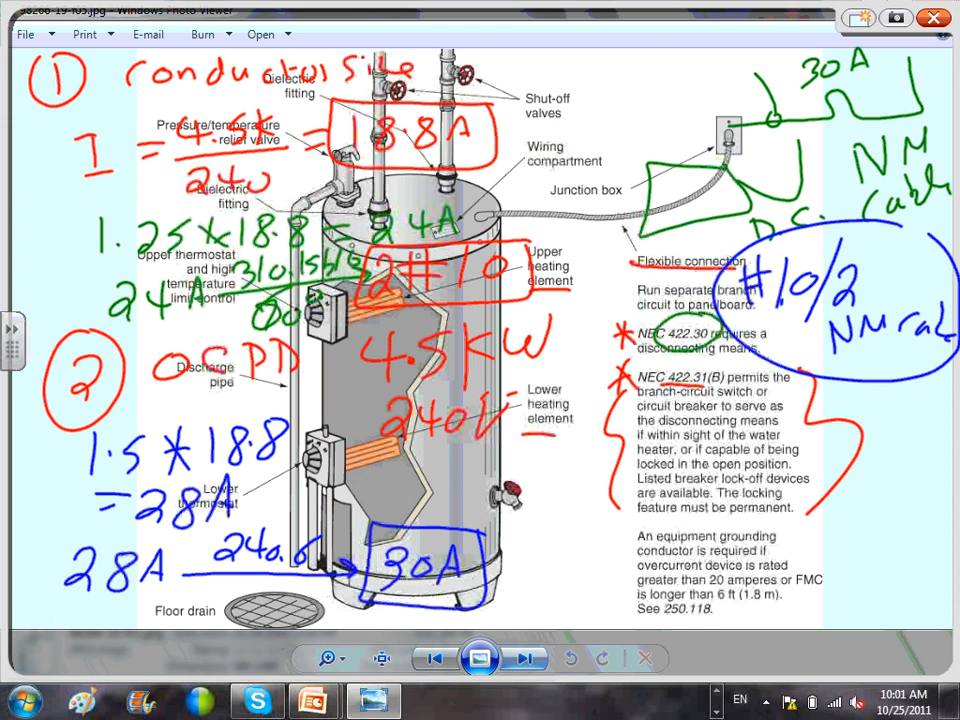 98266-19-f05.jpg - Windows Photo Viewer
File Print E-mail Burn Open
① conductor size
I = 4.5k / 240 = 18.8A
1.25 * 18.8 = 24A
24A 310.15b16 2#10
60°
② OCPD
4.5KW
240V
1.5 * 18.8
= 28A
28A 240.6 30A
30A
NM
Cable
D.C.
#10/2
NM cab
Dielectric
fitting
Pressure/temperature
relief valve
Dielectric
fitting
Upper thermostat
and high
temperature
limit control
Discharge
pipe
Lower
thermostat
Floor drain
Shut-off
valves
Wiring
compartment
Junction box
Upper
heating
element
Lower
heating
element
Flexible connection
Run separate branch
circuit to panelboard.
* NEC 422.30 requires a
disconnecting means.
* NEC 422.31(B) permits the
branch-circuit switch or
circuit breaker to serve as
the disconnecting means
if within sight of the water
heater, or if capable of being
locked in the open position.
Listed breaker lock-off devices
are available. The locking
feature must be permanent.
An equipment grounding
conductor is required if
overcurrent device is rated
greater than 20 amperes or FMC
is longer than 6 ft (1.8 m).
See 250.118.
EN
10:01 AM
10/25/2011